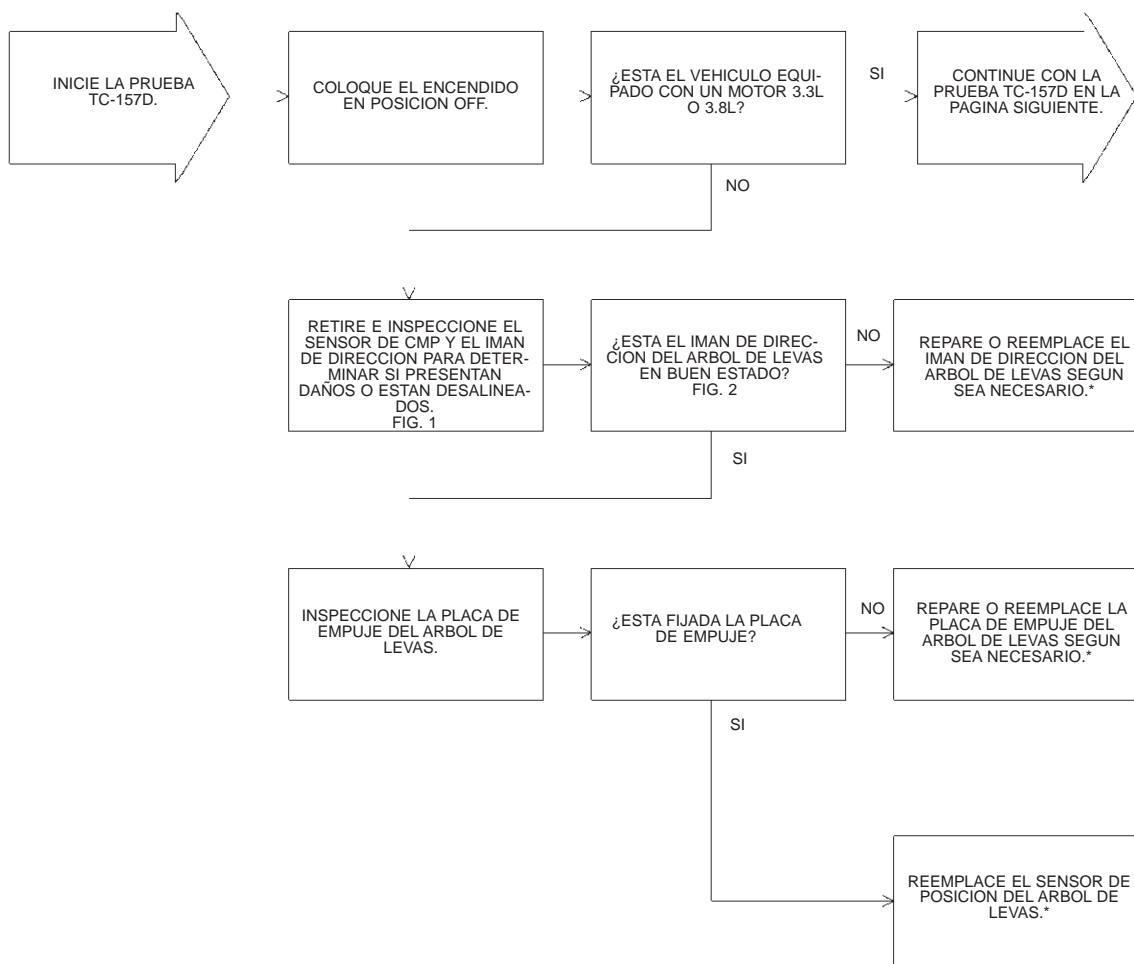 INICIE LA PRUEBA
TC-157D.
COLOQUE EL ENCENDIDO
EN POSICION OFF.
¿ESTA EL VEHICULO EQUI-
PADO CON UN MOTOR 3.3L
O 3.8L?
SI
CONTINUE CON LA
PRUEBA TC-157D EN LA
PAGINA SIGUIENTE.
NO
RETIRE E INSPECCIONE EL
SENSOR DE CMP Y EL IMAN
DE DIRECCION PARA DETER-
MINAR SI PRESENTAN
DAÑOS O ESTAN DESALINEA-
DOS.
FIG. 1
¿ESTA EL IMAN DE DIREC-
CION DEL ARBOL DE LEVAS
EN BUEN ESTADO?
FIG. 2
NO
REPARE O REEMPLACE EL
IMAN DE DIRECCION DEL
ARBOL DE LEVAS SEGUN
SEA NECESARIO.*
SI
INSPECCIONE LA PLACA DE
EMPUJE DEL ARBOL DE
LEVAS.
¿ESTA FIJADA LA PLACA
DE EMPUJE?
NO
REPARE O REEMPLACE LA
PLACA DE EMPUJE DEL
ARBOL DE LEVAS SEGUN
SEA NECESARIO.*
SI
REEMPLACE EL SENSOR DE
POSICION DEL ARBOL DE
LEVAS.*